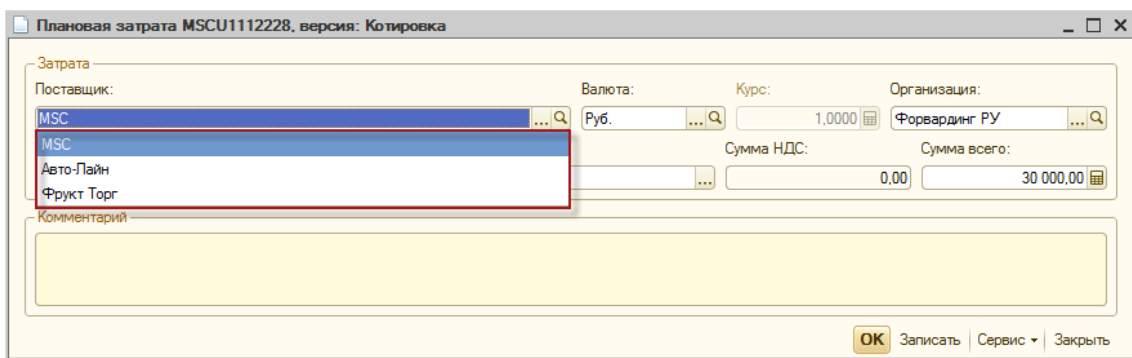 Плановая затрата MSCU1112228, версия: Котировка
Затрата
Поставщик: Валюта: Курс: Организация:
MSC ... Руб. ... 1,0000 Форвардинг РУ ...
MSC Сумма НДС: Сумма всего:
Авто-Лайн ... 0,00 30 000,00
Фрукт Торг
Комментарий
OK Записать Сервис Закрыть